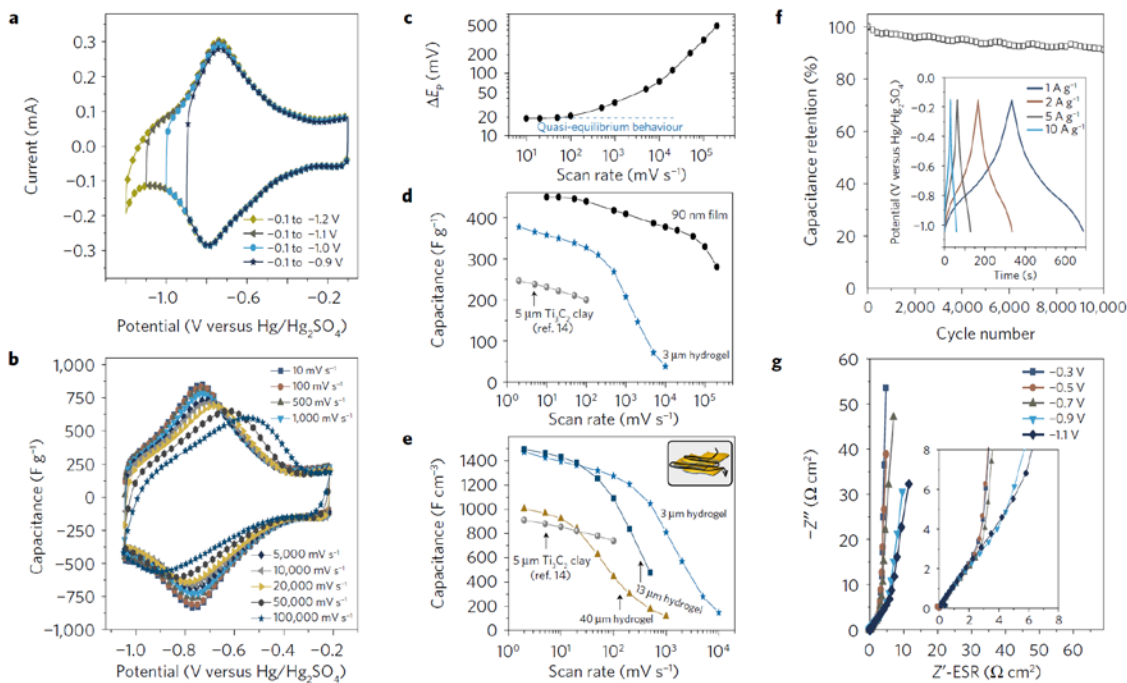 a
0.3
0.2
0.1
0.0
−0.1
−0.2
−0.3
Current (mA)
−0.1 to −1.2 V
−0.1 to −1.1 V
−0.1 to −1.0 V
−0.1 to −0.9 V
−1.0
−0.6
−0.2
Potential (V versus Hg/Hg₂SO₄)
b
1,000
750
500
250
0
−250
−500
−750
−1,000
Capacitance (F g⁻¹)
10 mV s⁻¹
100 mV s⁻¹
500 mV s⁻¹
1,000 mV s⁻¹
5,000 mV s⁻¹
10,000 mV s⁻¹
20,000 mV s⁻¹
50,000 mV s⁻¹
100,000 mV s⁻¹
−1.0
−0.8
−0.6
−0.4
−0.2
Potential (V versus Hg/Hg₂SO₄)
c
500
200
100
50
20
10
ΔEₚ (mV)
Quasi-equilibrium behaviour
10¹
10²
10³
10⁴
10⁵
Scan rate (mV s⁻¹)
d
400
300
200
100
0
Capacitance (F g⁻¹)
90 nm film
5 μm Ti₃C₂ clay
(ref. 14)
3 μm hydrogel
10⁰
10¹
10²
10³
10⁴
10⁵
Scan rate (mV s⁻¹)
e
1400
1200
1000
800
600
400
200
0
Capacitance (F cm⁻³)
3 μm hydrogel
5 μm Ti₃C₂ clay
(ref. 14)
13 μm hydrogel
40 μm hydrogel
10⁰
10¹
10²
10³
10⁴
Scan rate (mV s⁻¹)
f
100
80
60
40
20
0
Capacitance retention (%)
0.0
−0.2
−0.4
−0.6
−0.8
−1.0
Potential (V versus Hg/Hg₂SO₄)
1 A g⁻¹
2 A g⁻¹
5 A g⁻¹
10 A g⁻¹
0
200
400
600
Time (s)
0
2,000
4,000
6,000
8,000
10,000
Cycle number
g
60
50
40
30
20
10
0
−Z″ (Ω cm²)
−0.3 V
−0.5 V
−0.7 V
−0.9 V
−1.1 V
8
6
4
2
0
0
2
4
6
8
0
10
20
30
40
50
60
Z′-ESR (Ω cm²)